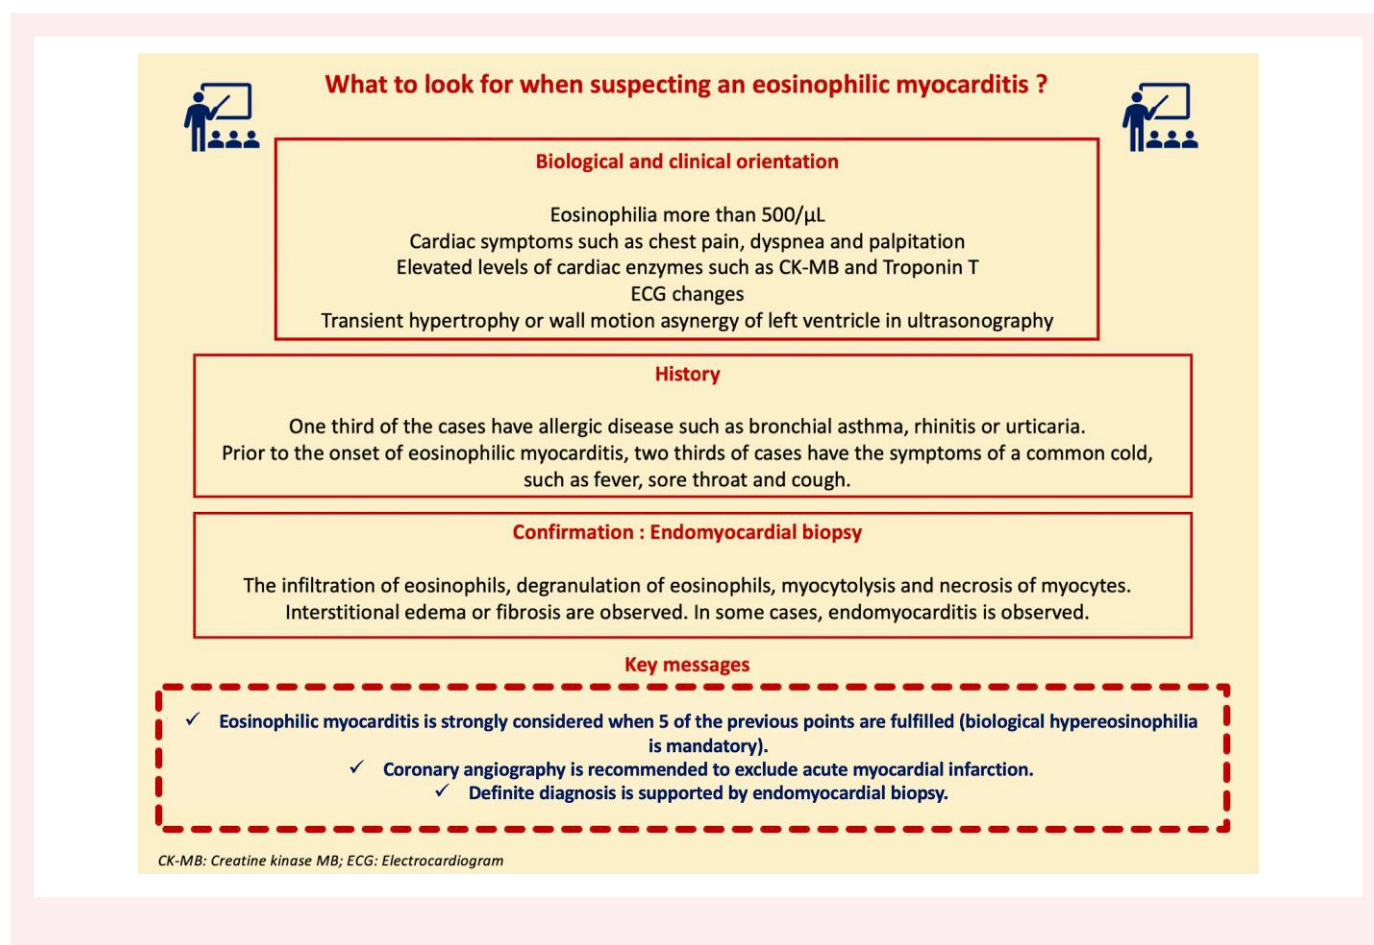 What to look for when suspecting an eosinophilic myocarditis ?
Biological and clinical orientation
Eosinophilia more than 500/µL
Cardiac symptoms such as chest pain, dyspnea and palpitation
Elevated levels of cardiac enzymes such as CK-MB and Troponin T
ECG changes
Transient hypertrophy or wall motion asynergy of left ventricle in ultrasonography
History
One third of the cases have allergic disease such as bronchial asthma, rhinitis or urticaria.
Prior to the onset of eosinophilic myocarditis, two thirds of cases have the symptoms of a common cold,
such as fever, sore throat and cough.
Confirmation : Endomyocardial biopsy
The infiltration of eosinophils, degranulation of eosinophils, myocytolysis and necrosis of myocytes.
Interstitional edema or fibrosis are observed. In some cases, endomyocarditis is observed.
Key messages
✓ Eosinophilic myocarditis is strongly considered when 5 of the previous points are fulfilled (biological hypereosinophilia
is mandatory).
✓ Coronary angiography is recommended to exclude acute myocardial infarction.
✓ Definite diagnosis is supported by endomyocardial biopsy.
CK-MB: Creatine kinase MB; ECG: Electrocardiogram